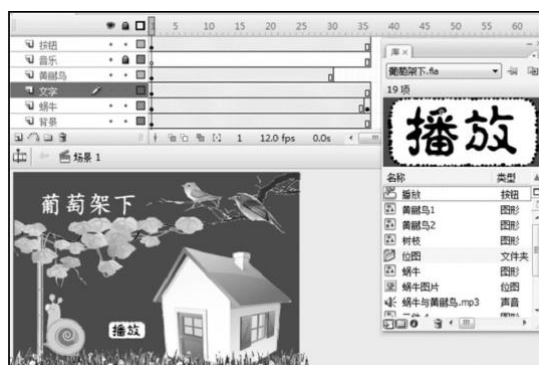 5 10 15 20 25 30 35 40 45 50 55 60
按钮
音乐
黄鹂鸟
文字
蜗牛
背景
1 12.0 fps 0.0s
场景 1
库 ×
葡萄架下.fla
19 项
播放
名称 类型
播放 按钮
黄鹂鸟1 图形
黄鹂鸟2 图形
树枝 图形
位图 文件夹
蜗牛 图形
蜗牛图片 位图
蜗牛与黄鹂鸟.mp3 声音
葡萄架下
播放